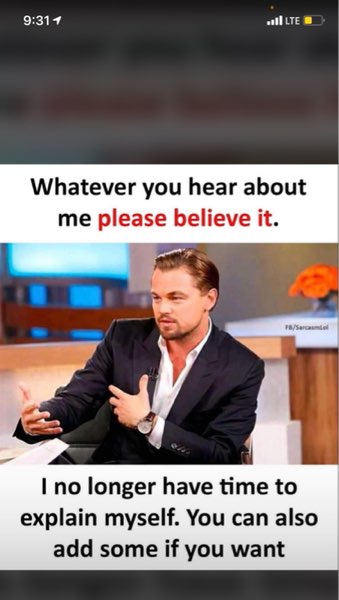 9:31
LTE
Whatever you hear about
me please believe it.
FB/SarcasmLol
I no longer have time to
explain myself. You can also
add some if you want